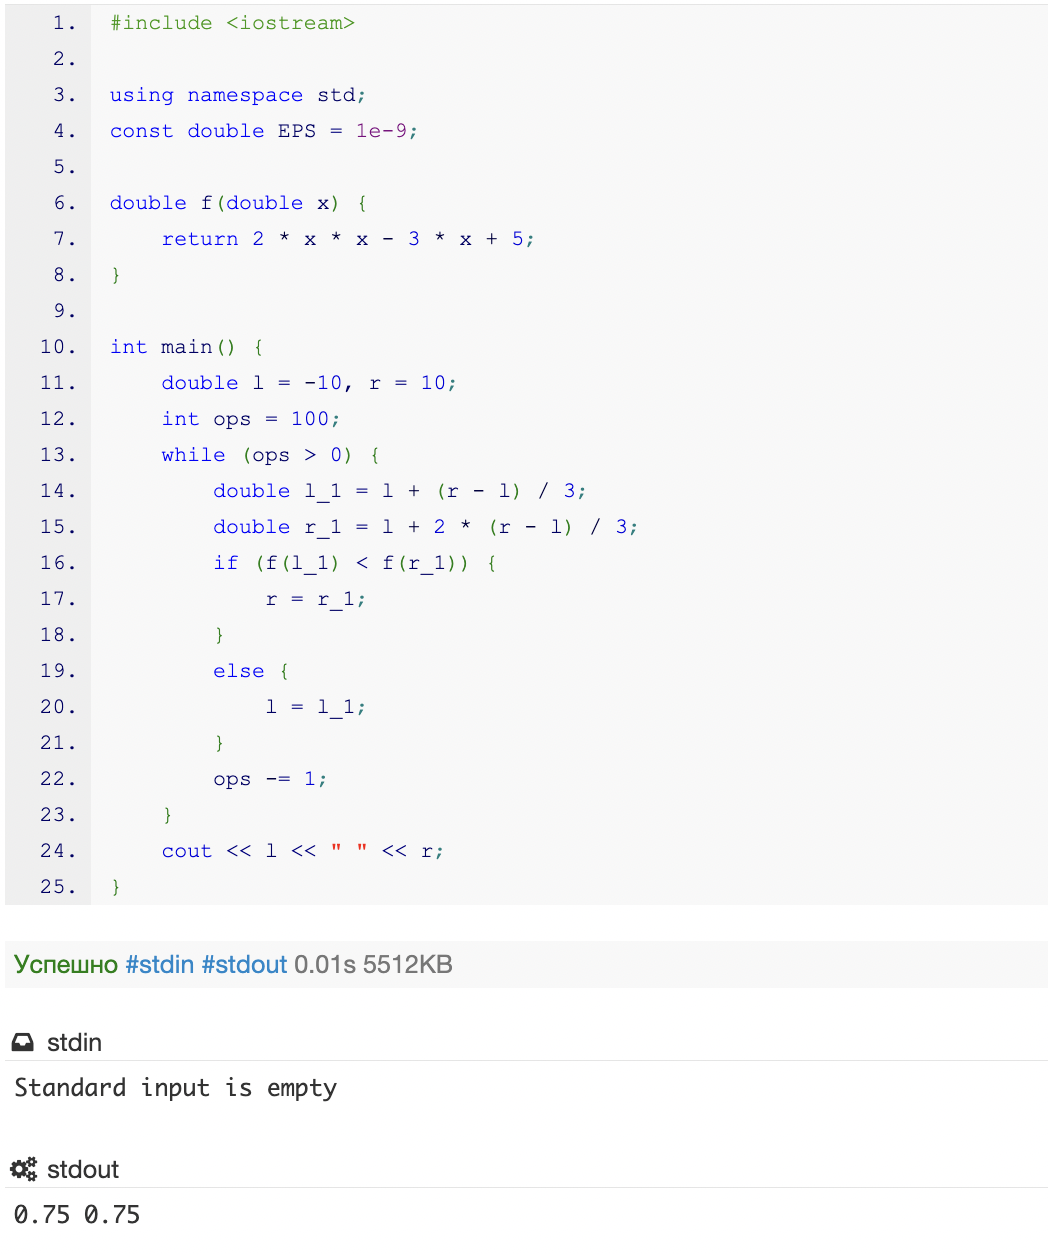 1. #include <iostream>
2.
3. using namespace std;
4. const double EPS = 1e-9;
5.
6. double f(double x) {
7.     return 2 * x * x - 3 * x + 5;
8. }
9.
10. int main() {
11.     double l = -10, r = 10;
12.     int ops = 100;
13.     while (ops > 0) {
14.         double l_1 = l + (r - l) / 3;
15.         double r_1 = l + 2 * (r - l) / 3;
16.         if (f(l_1) < f(r_1)) {
17.             r = r_1;
18.         }
19.         else {
20.             l = l_1;
21.         }
22.         ops -= 1;
23.     }
24.     cout << l << " " << r;
25. }
Успешно #stdin #stdout 0.01s 5512KB
stdin
Standard input is empty
stdout
0.75 0.75